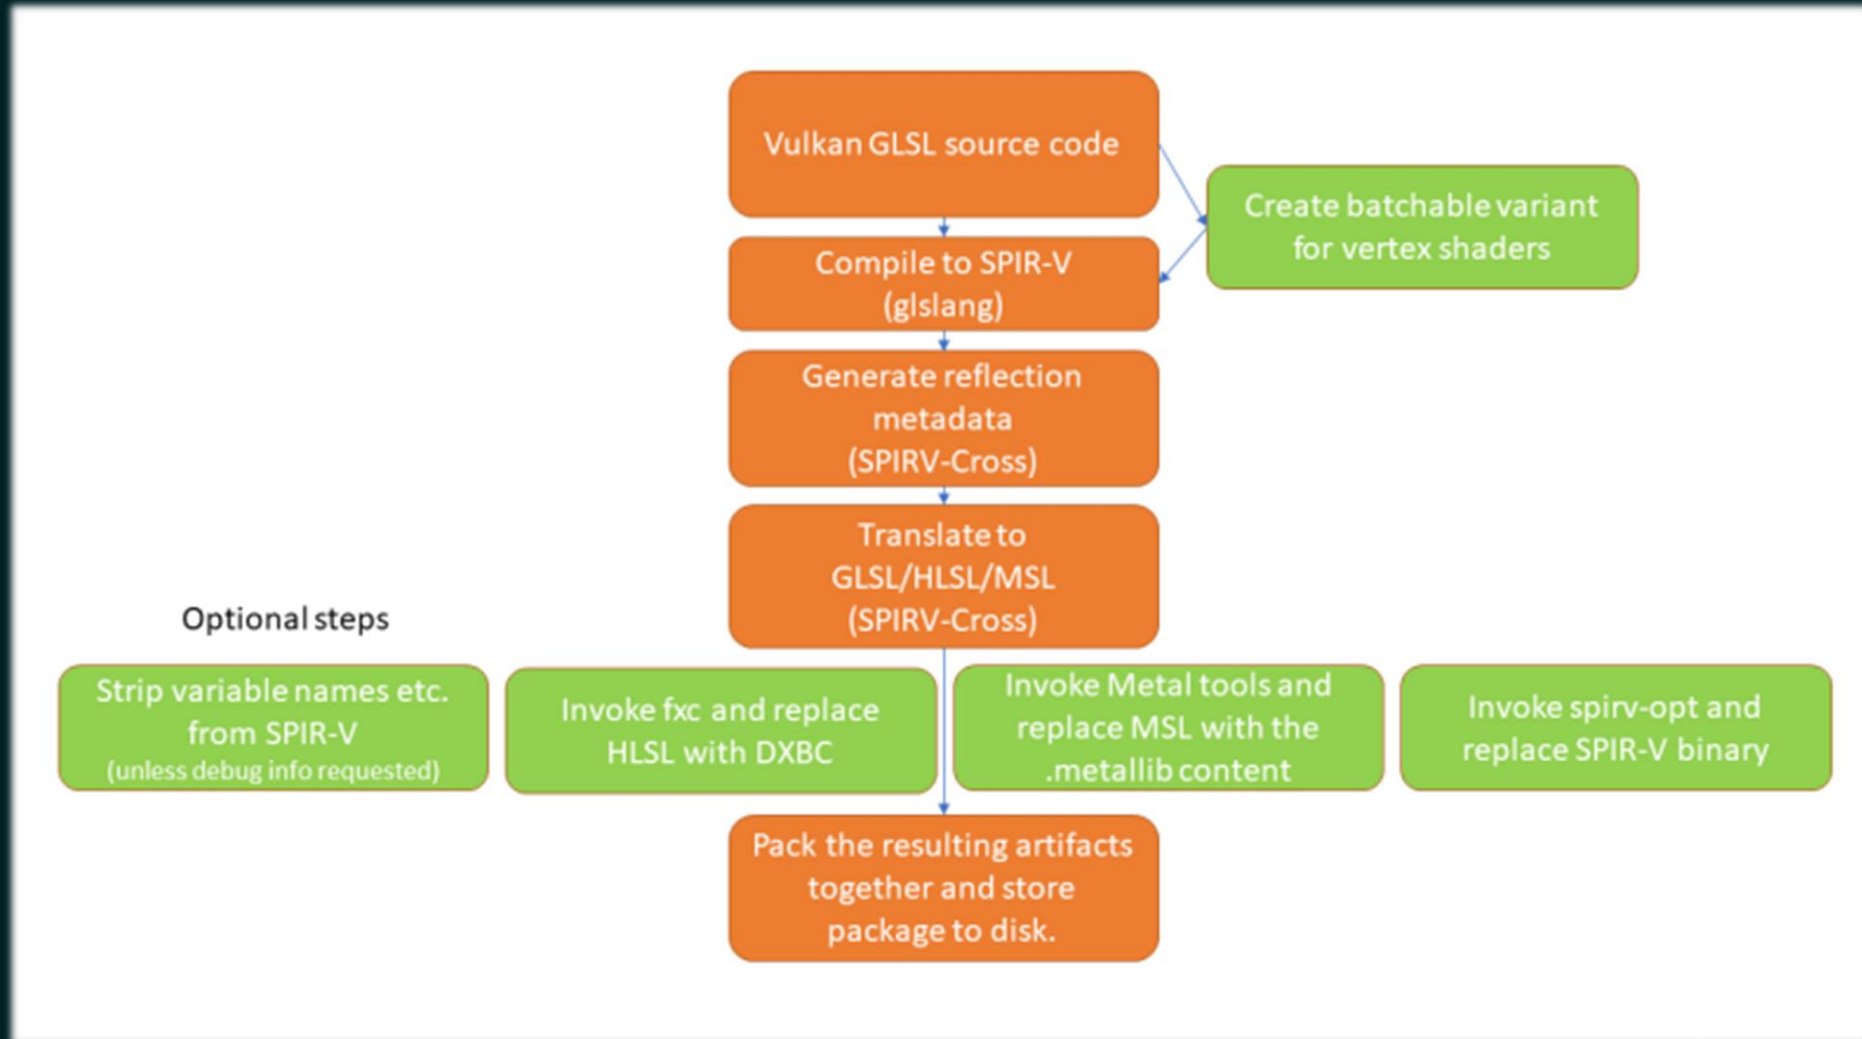 Vulkan GLSL source code
Create batchable variant
for vertex shaders
Compile to SPIR-V
(glslang)
Generate reflection
metadata
(SPIRV-Cross)
Translate to
GLSL/HLSL/MSL
(SPIRV-Cross)
Optional steps
Strip variable names etc.
from SPIR-V
(unless debug info requested)
Invoke fxc and replace
HLSL with DXBC
Invoke Metal tools and
replace MSL with the
.metallib content
Invoke spirv-opt and
replace SPIR-V binary
Pack the resulting artifacts
together and store
package to disk.